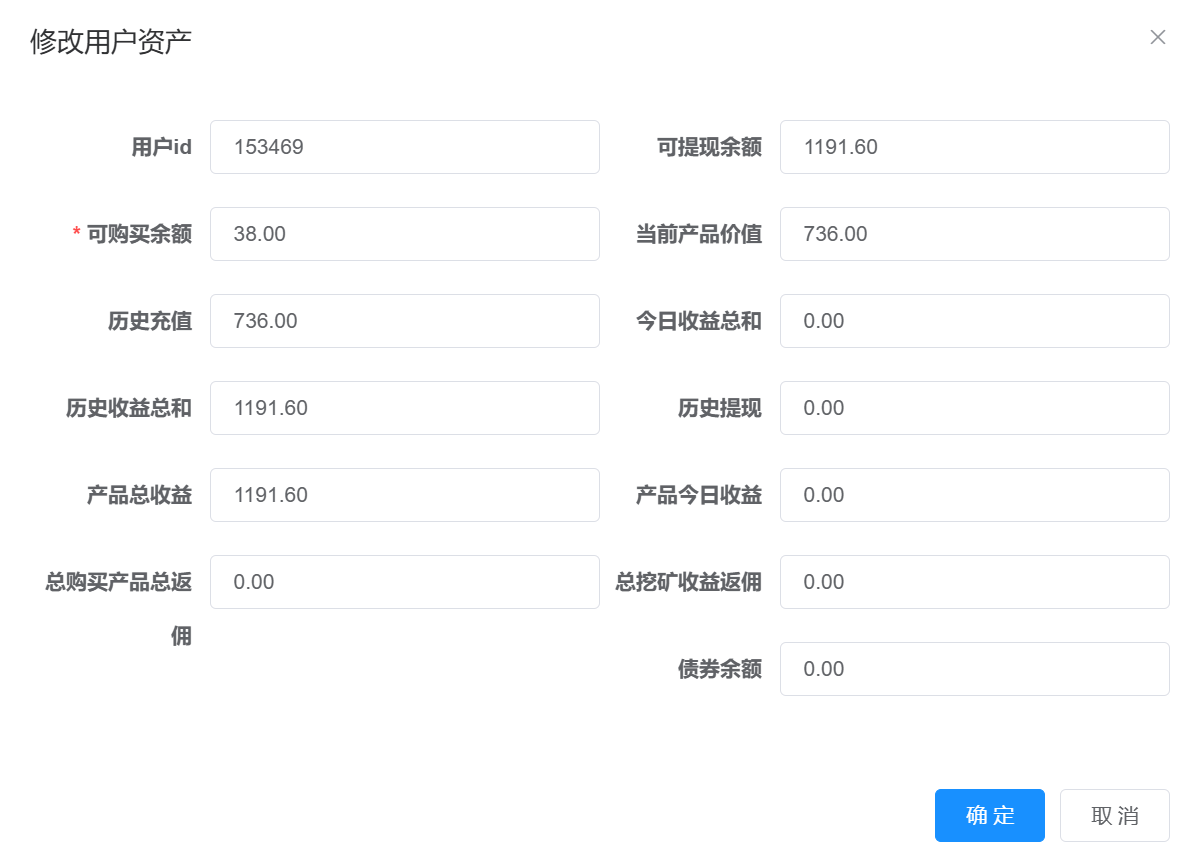 修改用户资产
用户id 153469 可提现余额 1191.60
* 可购买余额 38.00 当前产品价值 736.00
历史充值 736.00 今日收益总和 0.00
历史收益总和 1191.60 历史提现 0.00
产品总收益 1191.60 产品今日收益 0.00
总购买产品总返 0.00 总挖矿收益返佣 0.00
佣
债券余额 0.00
确 定 取 消